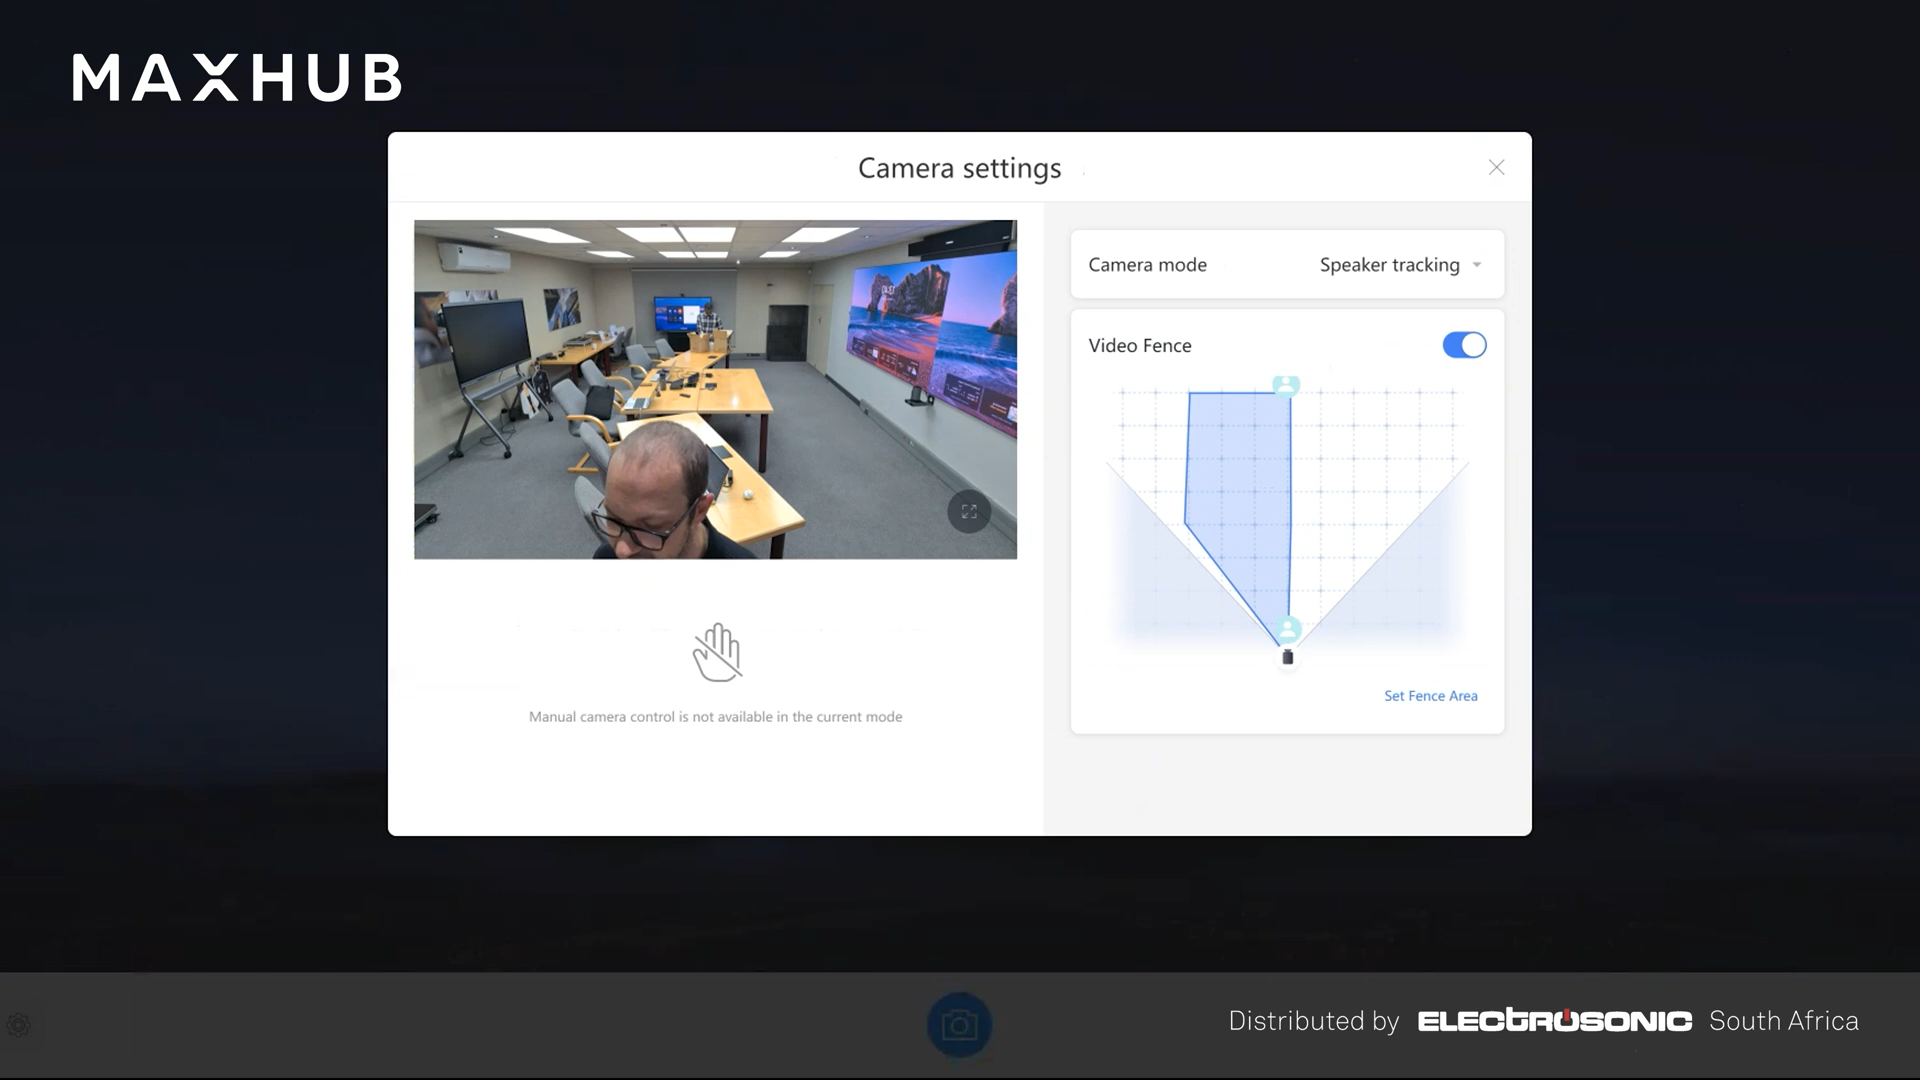 MAXHUB
Camera settings
Camera mode
Speaker tracking
Video Fence
Set Fence Area
Manual camera control is not available in the current mode
Distributed by ELECTROSONIC South Africa